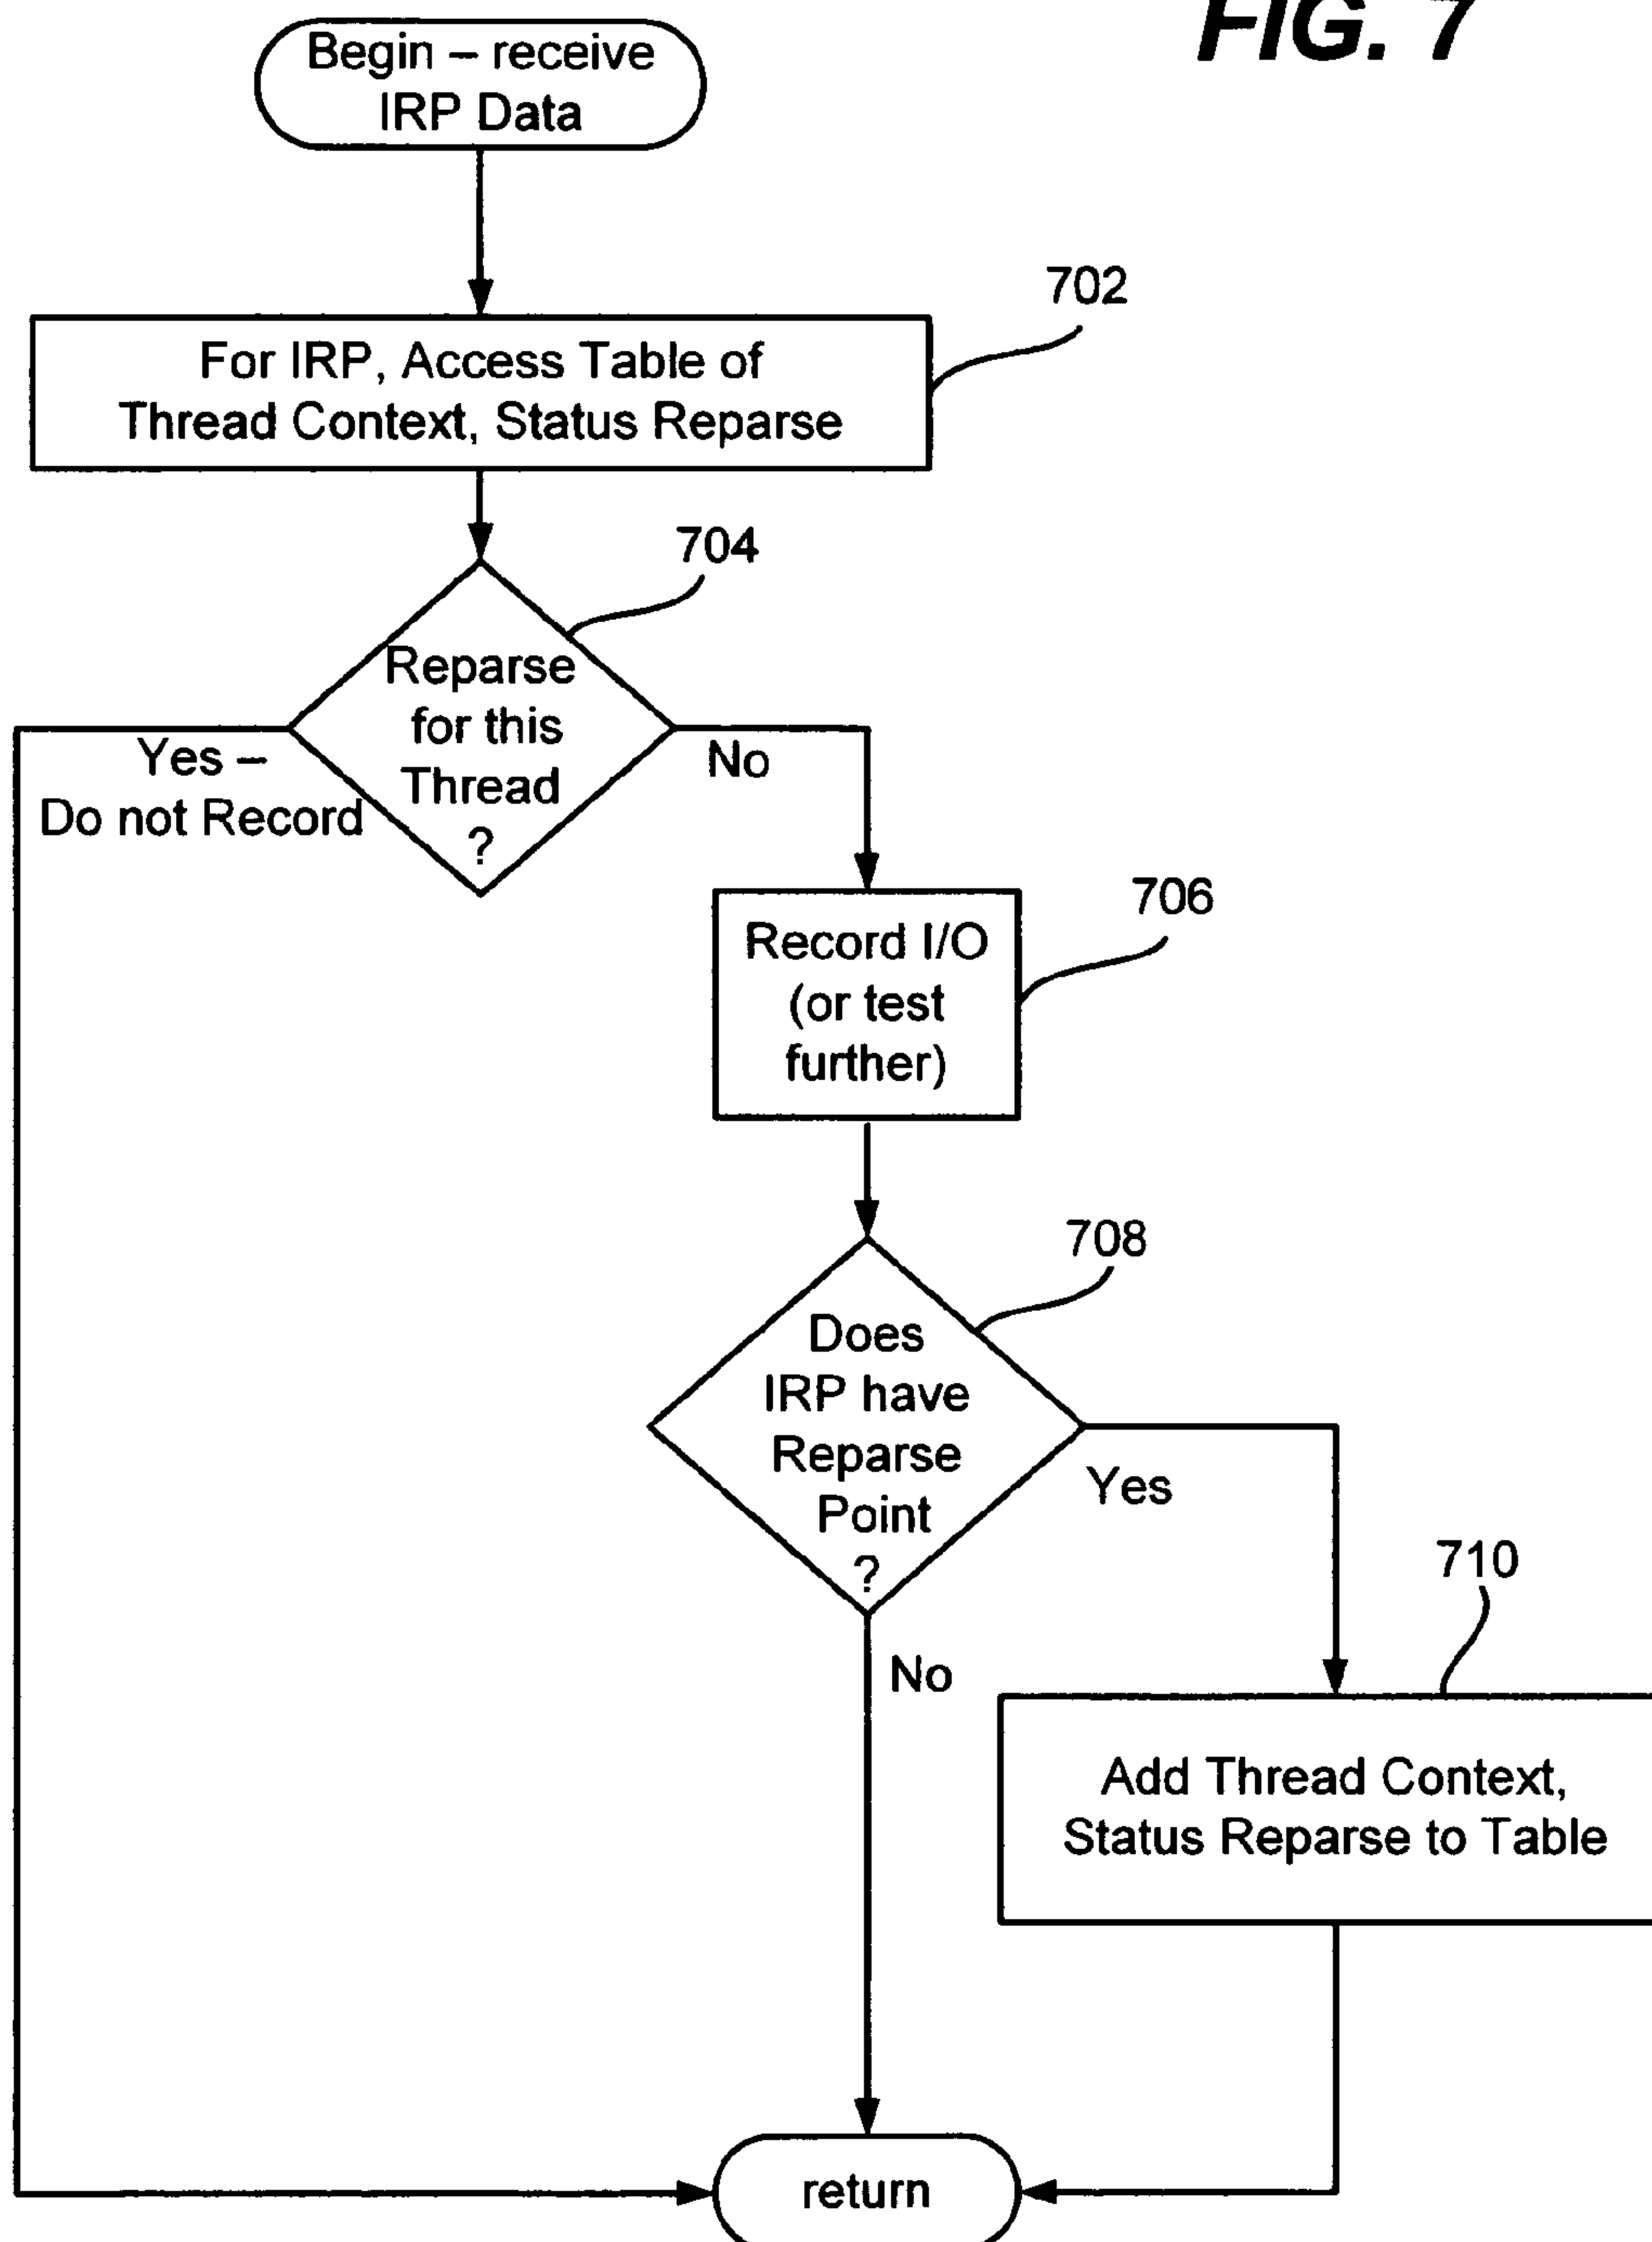 FIG. 7
Begin – receive
IRP Data
702
For IRP, Access Table of
Thread Context, Status Reparse
704
Reparse
for this
Thread
?
Yes –
Do not Record
No
706
Record I/O
(or test
further)
708
Does
IRP have
Reparse
Point
?
Yes
No
710
Add Thread Context,
Status Reparse to Table
return